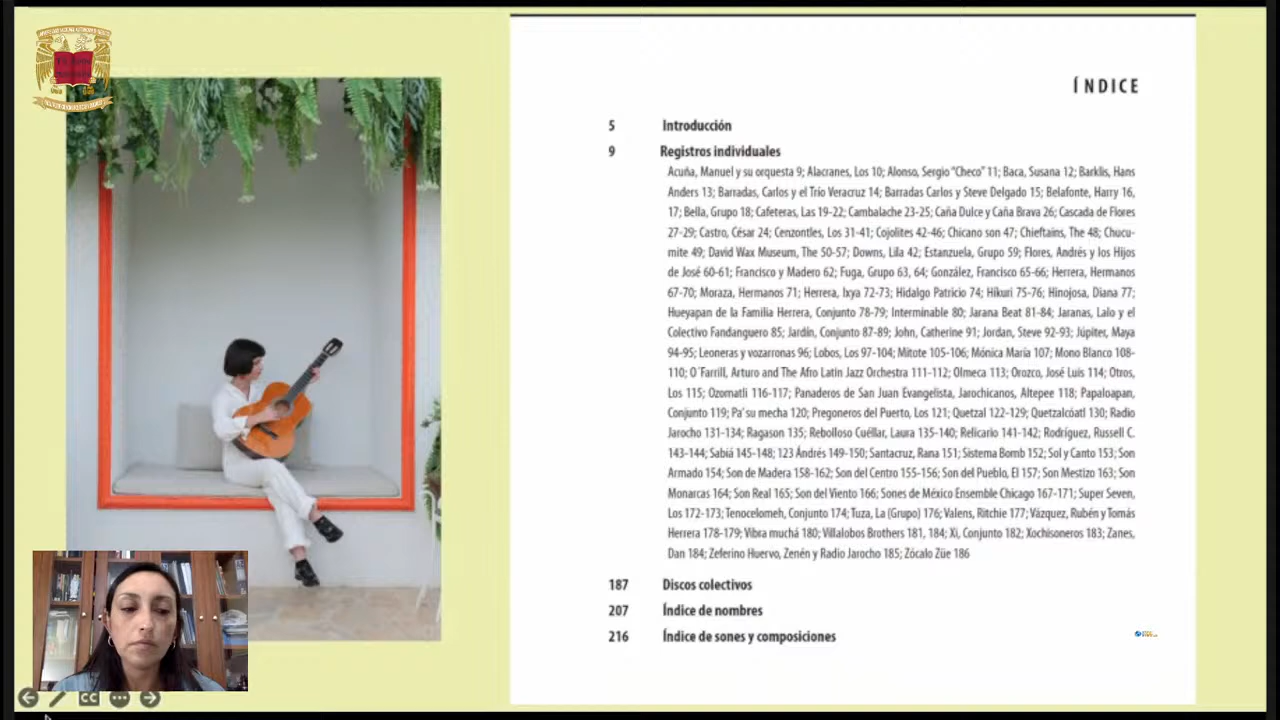 ÍNDICE
5 Introducción
9 Registros individuales
Acuña, Manuel y su orquesta 9; Alacranes, Los 10; Alonso, Sergio “Checo” 11; Baca, Susana 12; Barklis, Hans
Anders 13; Barradas, Carlos y el Trío Veracruz 14; Barradas Carlos y Steve Delgado 15; Belafonte, Harry 16,
17; Bella, Grupo 18; Cafeteras, Las 19-22; Cambalache 23-25; Caña Dulce y Caña Brava 26; Cascada de Flores
27-29; Castro, César 24; Cenzontles, Los 31-41; Cojolites 42-46; Chicano son 47; Chieftains, The 48; Chucu-
mite 49; David Wax Museum, The 50-57; Downs, Lila 42; Estanzuela, Grupo 59; Flores, Andrés y los Hijos
de José 60-61; Francisco y Madero 62; Fuga, Grupo 63, 64; González, Francisco 65-66; Herrera, Hermanos
67-70; Moraza, Hermanos 71; Herrera, Ixya 72-73; Hidalgo Patricio 74; Híkuri 75-76; Hinojosa, Diana 77;
Hueyapan de la Familia Herrera, Conjunto 78-79; Interminable 80; Jarana Beat 81-84; Jaranas, Lalo y el
Colectivo Fandanguero 85; Jardín, Conjunto 87-89; John, Catherine 91; Jordan, Steve 92-93; Júpiter, Maya
94-95; Leoneras y vozarronas 96; Lobos, Los 97-104; Mitote 105-106; Mónica María 107; Mono Blanco 108-
110; O´Farrill, Arturo and The Afro Latin Jazz Orchestra 111-112; Olmeca 113; Orozco, José Luis 114; Otros,
Los 115; Ozomatli 116-117; Panaderos de San Juan Evangelista, Jarochicanos, Altepee 118; Papaloapan,
Conjunto 119; Pa’ su mecha 120; Pregoneros del Puerto, Los 121; Quetzal 122-129; Quetzalcóatl 130; Radio
Jarocho 131-134; Ragason 135; Rebolloso Cuéllar, Laura 135-140; Relicario 141-142; Rodríguez, Russell C.
143-144; Sabiá 145-148; 123 Ándrés 149-150; Santacruz, Rana 151; Sistema Bomb 152; Sol y Canto 153; Son
Armado 154; Son de Madera 158-162; Son del Centro 155-156; Son del Pueblo, El 157; Son Mestizo 163; Son
Monarcas 164; Son Real 165; Son del Viento 166; Sones de México Ensemble Chicago 167-171; Super Seven,
Los 172-173; Tenocelomeh, Conjunto 174; Tuza, La (Grupo) 176; Valens, Ritchie 177; Vázquez, Rubén y Tomás
Herrera 178-179; Vibra muchá 180; Villalobos Brothers 181, 184; Xi, Conjunto 182; Xochisoneros 183; Zanes,
Dan 184; Zeferino Huervo, Zenén y Radio Jarocho 185; Zócalo Züe 186
187 Discos colectivos
207 Índice de nombres
216 Índice de sones y composiciones
CC